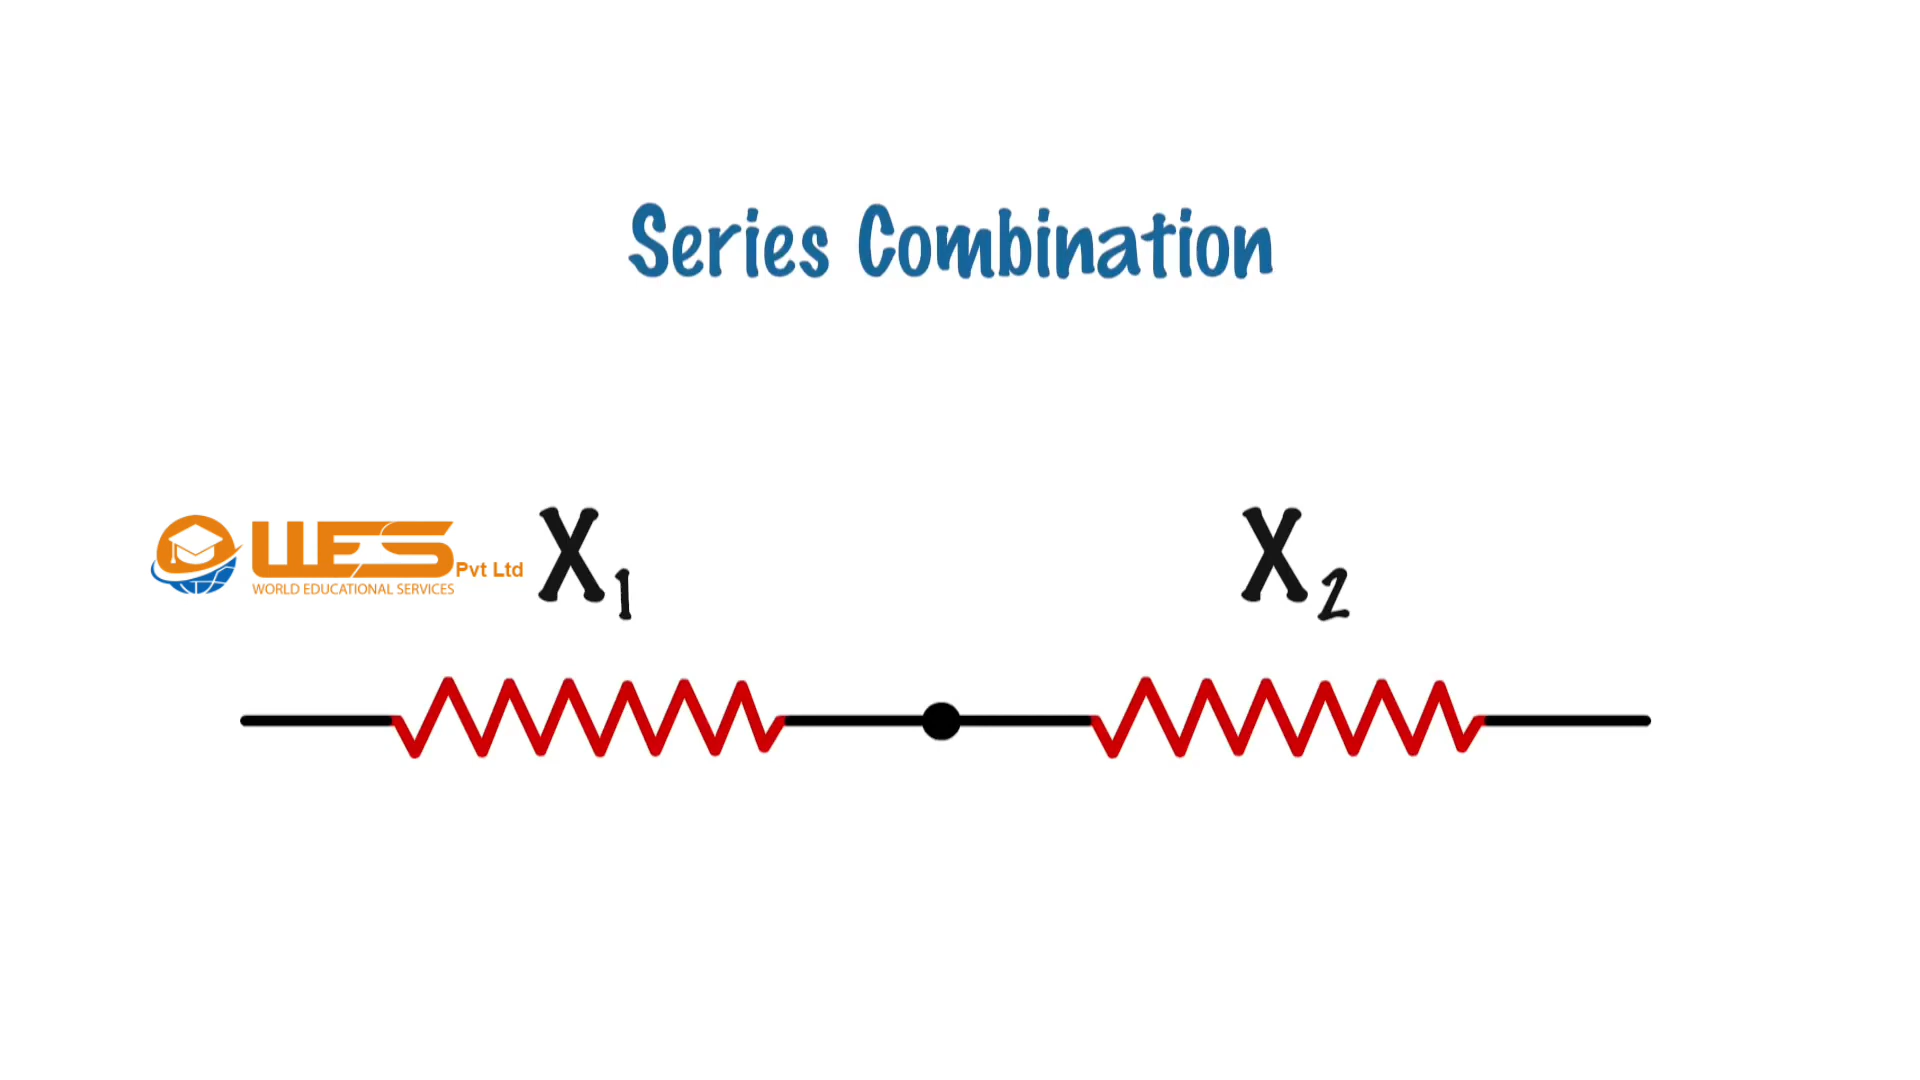 Series Combination
WES Pvt Ltd
WORLD EDUCATIONAL SERVICES
X₁
X₂